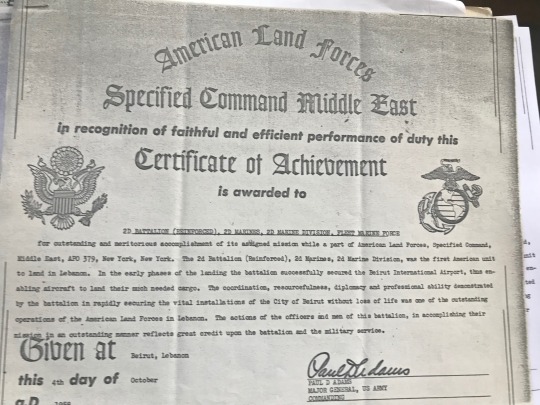 American Land Forces
Specified Command Middle East
in recognition of faithful and efficient performance of duty this
Certificate of Achievement
is awarded to
2D BATTALION (REINFORCED), 2D MARINES, 2D MARINE DIVISION, FLEET MARINE FORCE
for outstanding and meritorious accomplishment of its assigned mission while a part of American Land Forces, Specified Command,
Middle East, APO 379, New York, New York. The 2d Battalion (Reinforced), 2d Marines, 2d Marine Division, was the first American unit
to land in Lebanon. In the early phases of the landing the battalion successfully secured the Beirut International Airport, thus en-
abling aircraft to land their much needed cargo. The coordination, resourcefulness, diplomacy and professional ability demonstrated
by the battalion in rapidly securing the vital installations of the City of Beirut without loss of life was one of the outstanding
operations of the American Land Forces in Lebanon. The actions of the officers and men of this battalion, in accomplishing their
mission in an outstanding manner reflects great credit upon the battalion and the military service.
Given at Beirut, Lebanon
this 4th day of October
Paul D Adams
PAUL D ADAMS
MAJOR GENERAL, US ARMY
COMMANDING
a.D. 1958